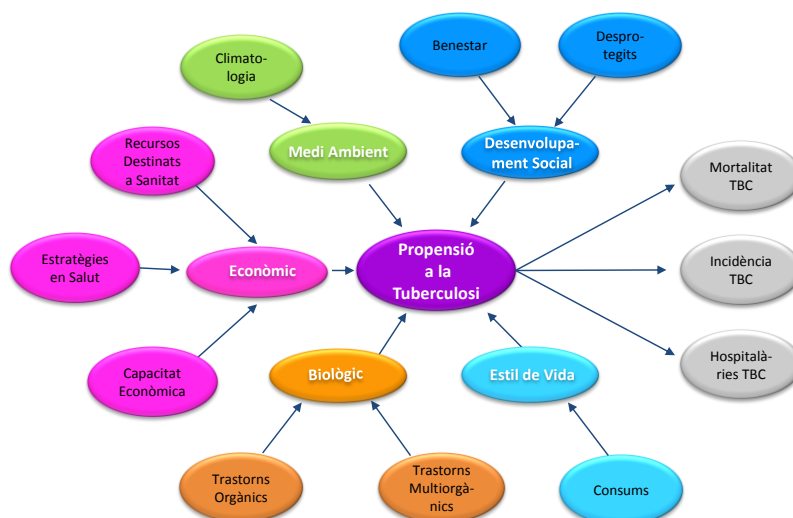 Benestar
Despro-
tegits
Climato-
logia
Recursos
Destinats
a Sanitat
Medi Ambient
Desenvolupa-
ment Social
Mortalitat
TBC
Estratègies
en Salut
Econòmic
Propensió
a la
Tuberculosi
Incidència
TBC
Capacitat
Econòmica
Biològic
Estil de Vida
Hospitalà-
ries TBC
Trastorns
Orgànics
Trastorns
Multiorgà-
nics
Consums